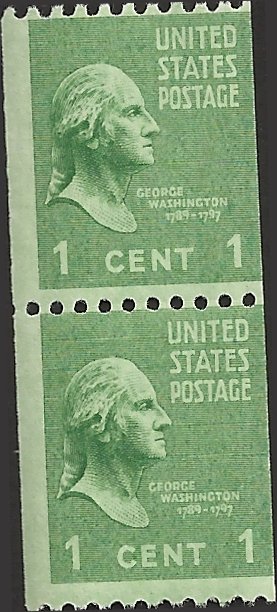 UNITED
STATES
POSTAGE
GEORGE
WASHINGTON
1789-1797
1 CENT 1
UNITED
STATES
POSTAGE
GEORGE
WASHINGTON
1789-1797
1 CENT 1